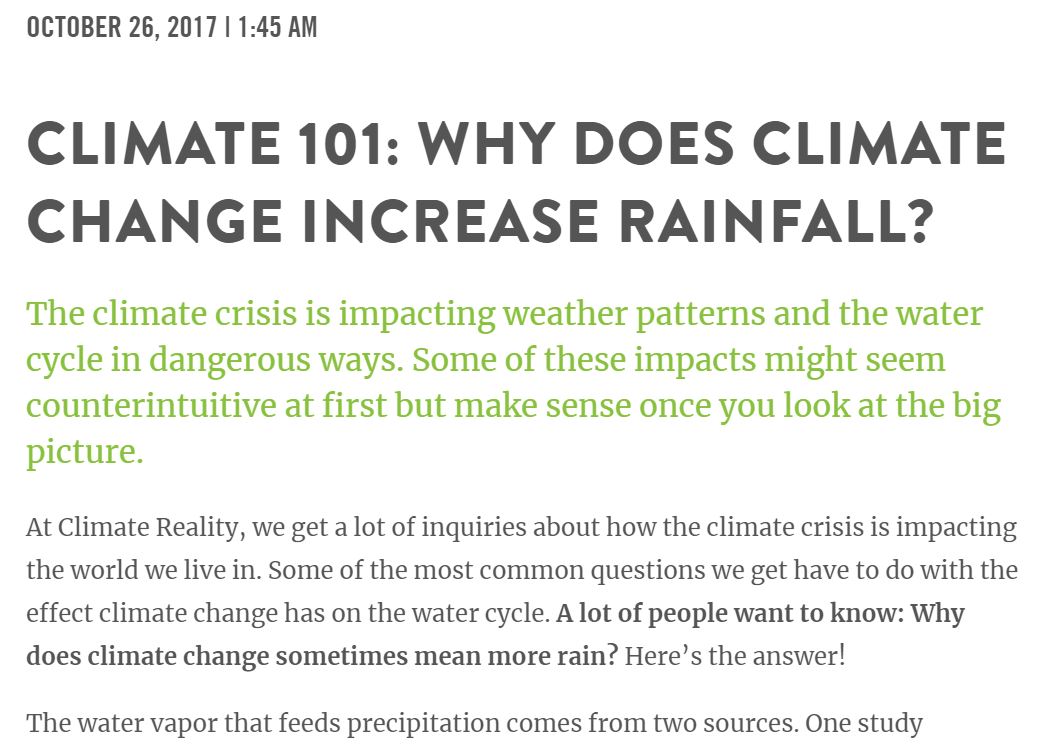 OCTOBER 26, 2017 | 1:45 AM
CLIMATE 101: WHY DOES CLIMATE
CHANGE INCREASE RAINFALL?
The climate crisis is impacting weather patterns and the water
cycle in dangerous ways. Some of these impacts might seem
counterintuitive at first but make sense once you look at the big
picture.
At Climate Reality, we get a lot of inquiries about how the climate crisis is impacting
the world we live in. Some of the most common questions we get have to do with the
effect climate change has on the water cycle. A lot of people want to know: Why
does climate change sometimes mean more rain? Here’s the answer!
The water vapor that feeds precipitation comes from two sources. One study